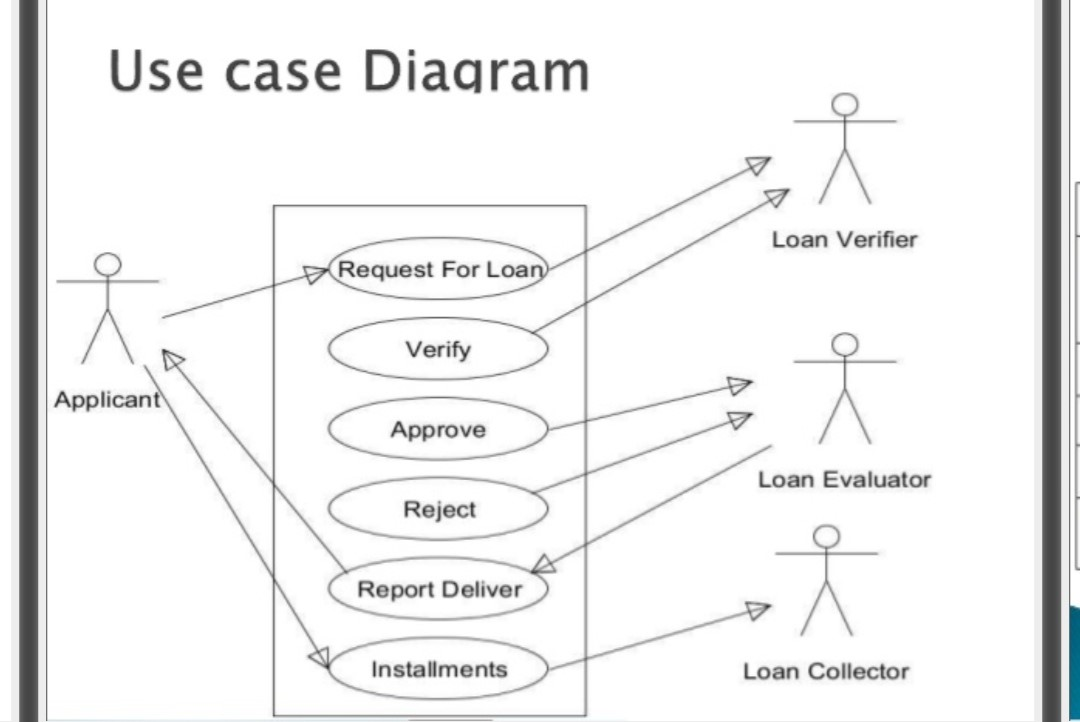 Use case Diagram
Loan Verifier
Request For Loan
Verify
Applicant
Approve
Loan Evaluator
Reject
Report Deliver
Installments
Loan Collector